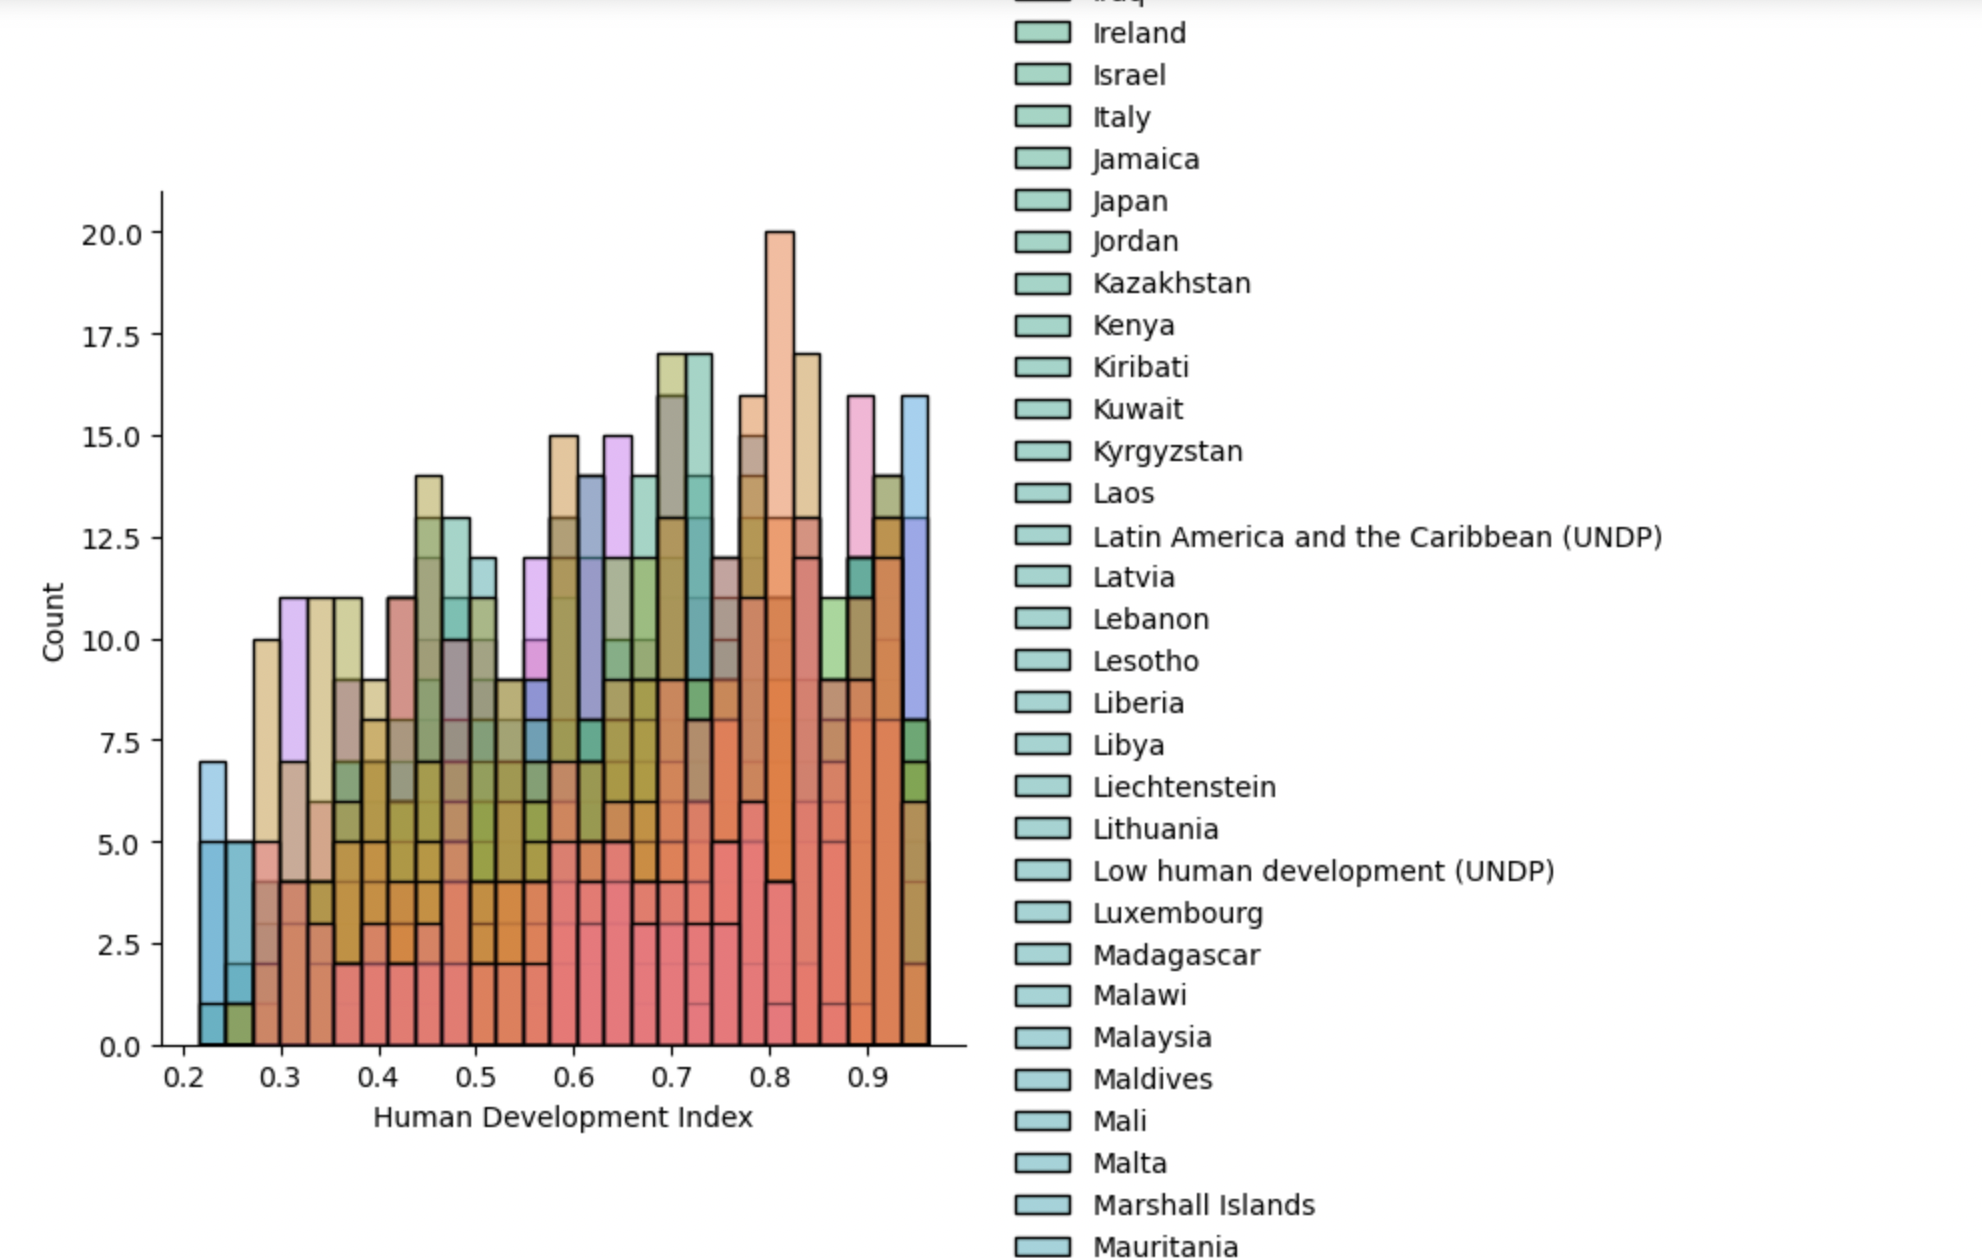 Iraq
Ireland
Israel
Italy
Jamaica
Japan
Jordan
Kazakhstan
Kenya
Kiribati
Kuwait
Kyrgyzstan
Laos
Latin America and the Caribbean (UNDP)
Latvia
Lebanon
Lesotho
Liberia
Libya
Liechtenstein
Lithuania
Low human development (UNDP)
Luxembourg
Madagascar
Malawi
Malaysia
Maldives
Mali
Malta
Marshall Islands
Mauritania
20.0
17.5
15.0
12.5
10.0
7.5
5.0
2.5
0.0
Count
0.2 0.3 0.4 0.5 0.6 0.7 0.8 0.9
Human Development Index